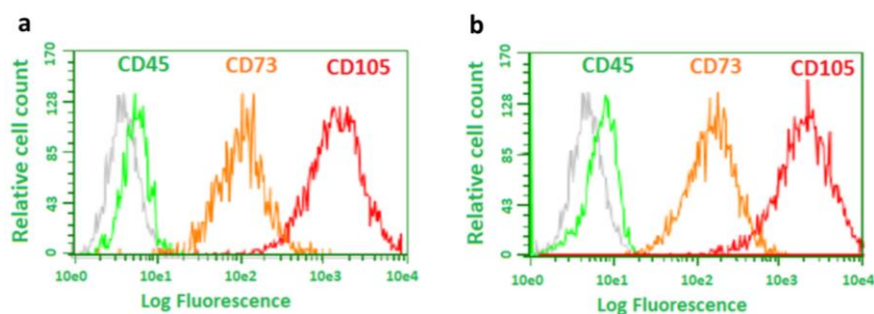 a
CD45 CD73 CD105
Relative cell count
170
128
85
43
0
10e0 10e1 10e2 10e3 10e4
Log Fluorescence
b
CD45 CD73 CD105
Relative cell count
170
128
85
43
0
10e0 10e1 10e2 10e3 10e4
Log Fluorescence